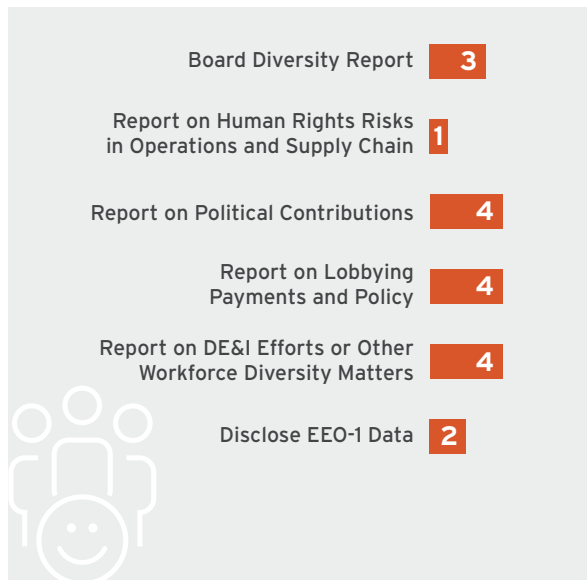 Board Diversity Report 3
Report on Human Rights Risks
in Operations and Supply Chain 1
Report on Political Contributions 4
Report on Lobbying
Payments and Policy 4
Report on DE&I Efforts or Other
Workforce Diversity Matters 4
Disclose EEO-1 Data 2